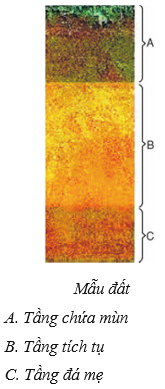 A
B
C
Mẫu đất
A. Tầng chứa mùn
B. Tầng tích tụ
C. Tầng đá mẹ